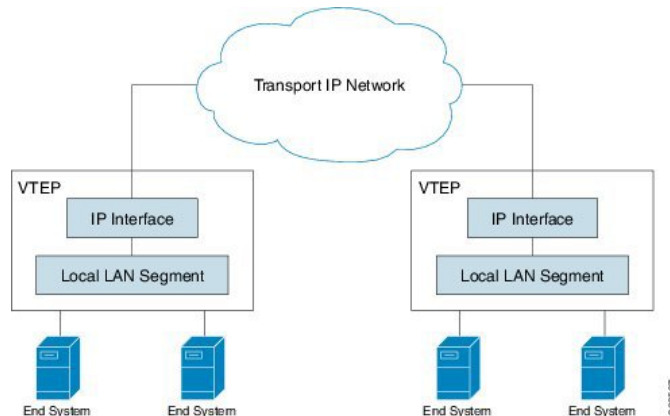 Transport IP Network
VTEP
VTEP
IP Interface
IP Interface
Local LAN Segment
Local LAN Segment
End System
End System
End System
End System